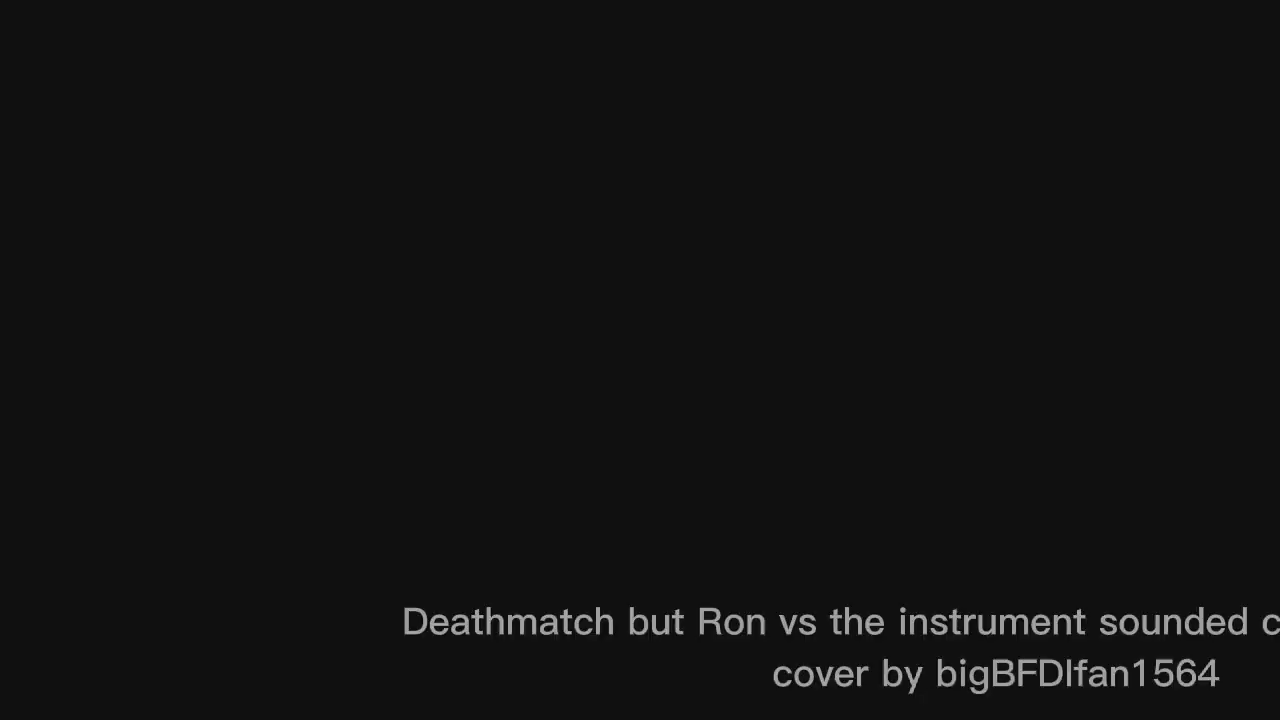 Deathmatch but Ron vs the instrument sounded c
cover by bigBFDIfan1564